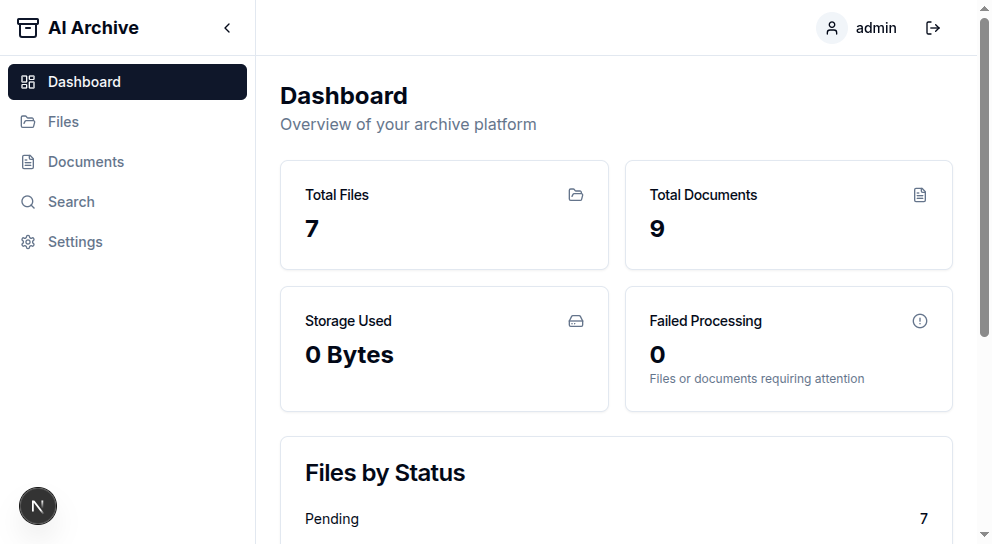 AI Archive
admin
Dashboard
Files
Documents
Search
Settings
Dashboard
Overview of your archive platform
Total Files
7
Total Documents
9
Storage Used
0 Bytes
Failed Processing
0
Files or documents requiring attention
Files by Status
Pending 7
N